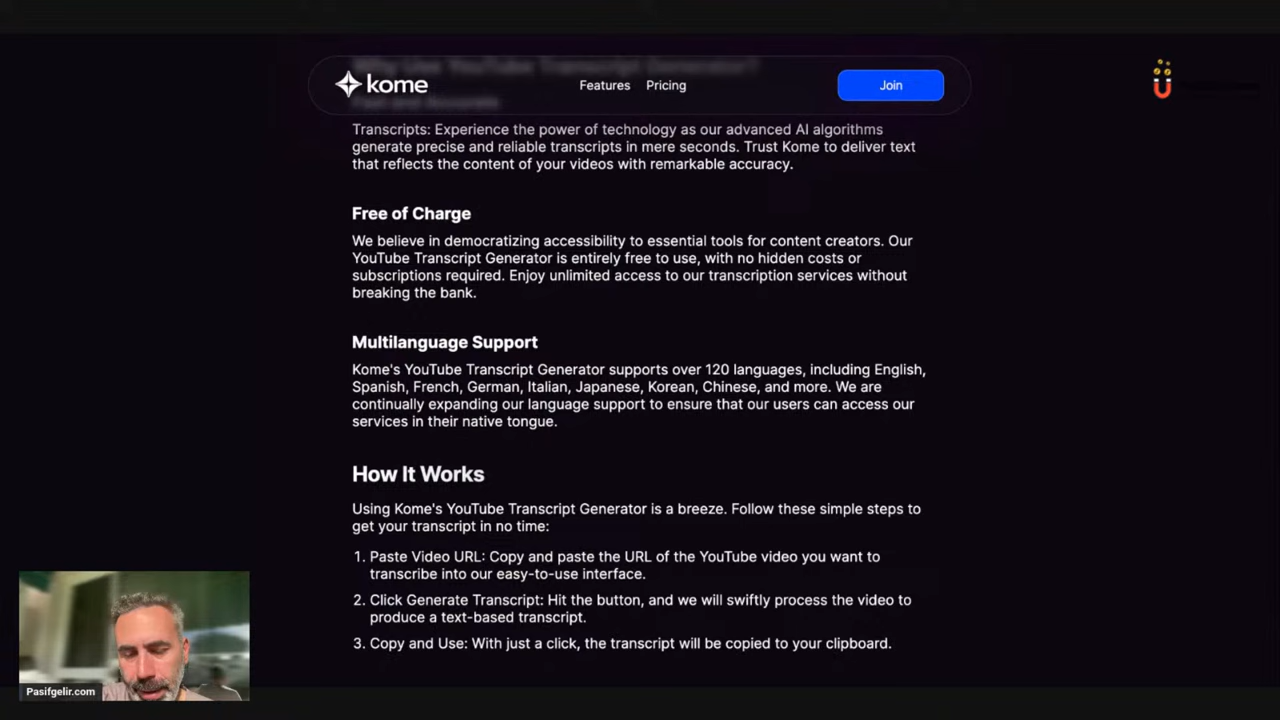 Why Use YouTube Transcript Generator?
kome
Features
Pricing
Join
Fast and Accurate
Transcripts: Experience the power of technology as our advanced AI algorithms
generate precise and reliable transcripts in mere seconds. Trust Kome to deliver text
that reflects the content of your videos with remarkable accuracy.
Free of Charge
We believe in democratizing accessibility to essential tools for content creators. Our
YouTube Transcript Generator is entirely free to use, with no hidden costs or
subscriptions required. Enjoy unlimited access to our transcription services without
breaking the bank.
Multilanguage Support
Kome's YouTube Transcript Generator supports over 120 languages, including English,
Spanish, French, German, Italian, Japanese, Korean, Chinese, and more. We are
continually expanding our language support to ensure that our users can access our
services in their native tongue.
How It Works
Using Kome's YouTube Transcript Generator is a breeze. Follow these simple steps to
get your transcript in no time:
1. Paste Video URL: Copy and paste the URL of the YouTube video you want to
transcribe into our easy-to-use interface.
2. Click Generate Transcript: Hit the button, and we will swiftly process the video to
produce a text-based transcript.
3. Copy and Use: With just a click, the transcript will be copied to your clipboard.
Pasifgelir.com